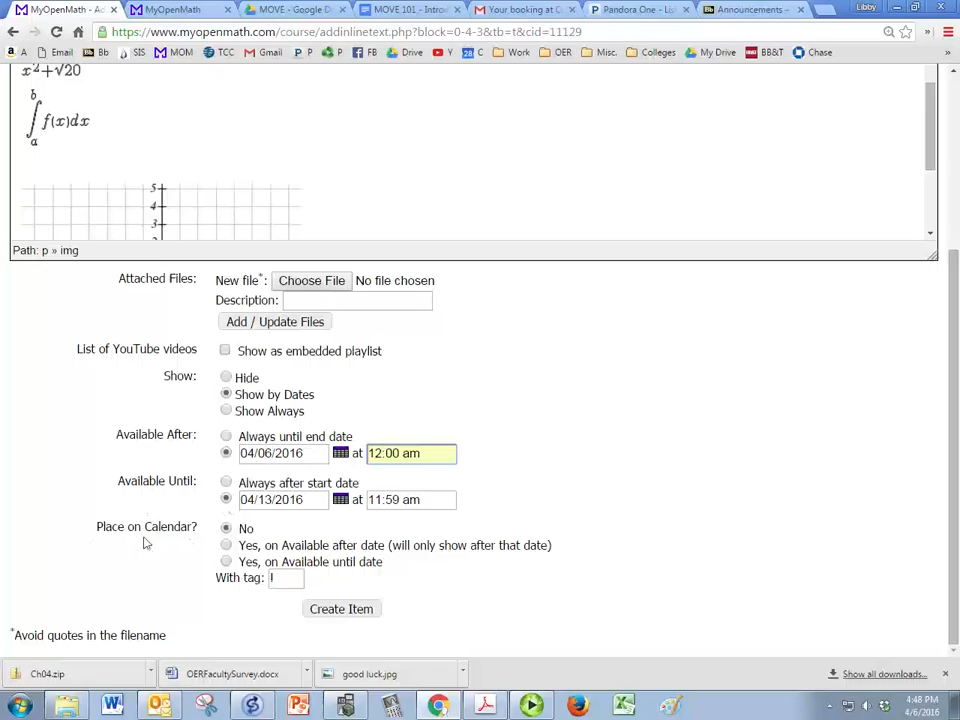 MyOpenMath - Ad
MyOpenMath
MOVE - Google D
MOVE 101 - Introd
Your booking at C
Pandora One - List
Announcements –
Libby
https://www.myopenmath.com/course/addinlinetext.php?block=0-4-3&tb=t&cid=11129
Email Bb SIS MOM TCC Gmail P P Drive FB 28 C Work OER Misc. Colleges My Drive BB&T Chase
x²+√20
b
∫ f(x)dx
a
5
4
3
Path: p » img
Attached Files: New file*: Choose File No file chosen
Description:
Add / Update Files
List of YouTube videos Show as embedded playlist
Show: Hide
Show by Dates
Show Always
Available After: Always until end date
04/06/2016 at 12:00 am
Available Until: Always after start date
04/13/2016 at 11:59 am
Place on Calendar? No
Yes, on Available after date (will only show after that date)
Yes, on Available until date
With tag: !
Create Item
*Avoid quotes in the filename
Ch04.zip
OERFacultySurvey.docx
good luck.jpg
Show all downloads...
4:48 PM
4/6/2016